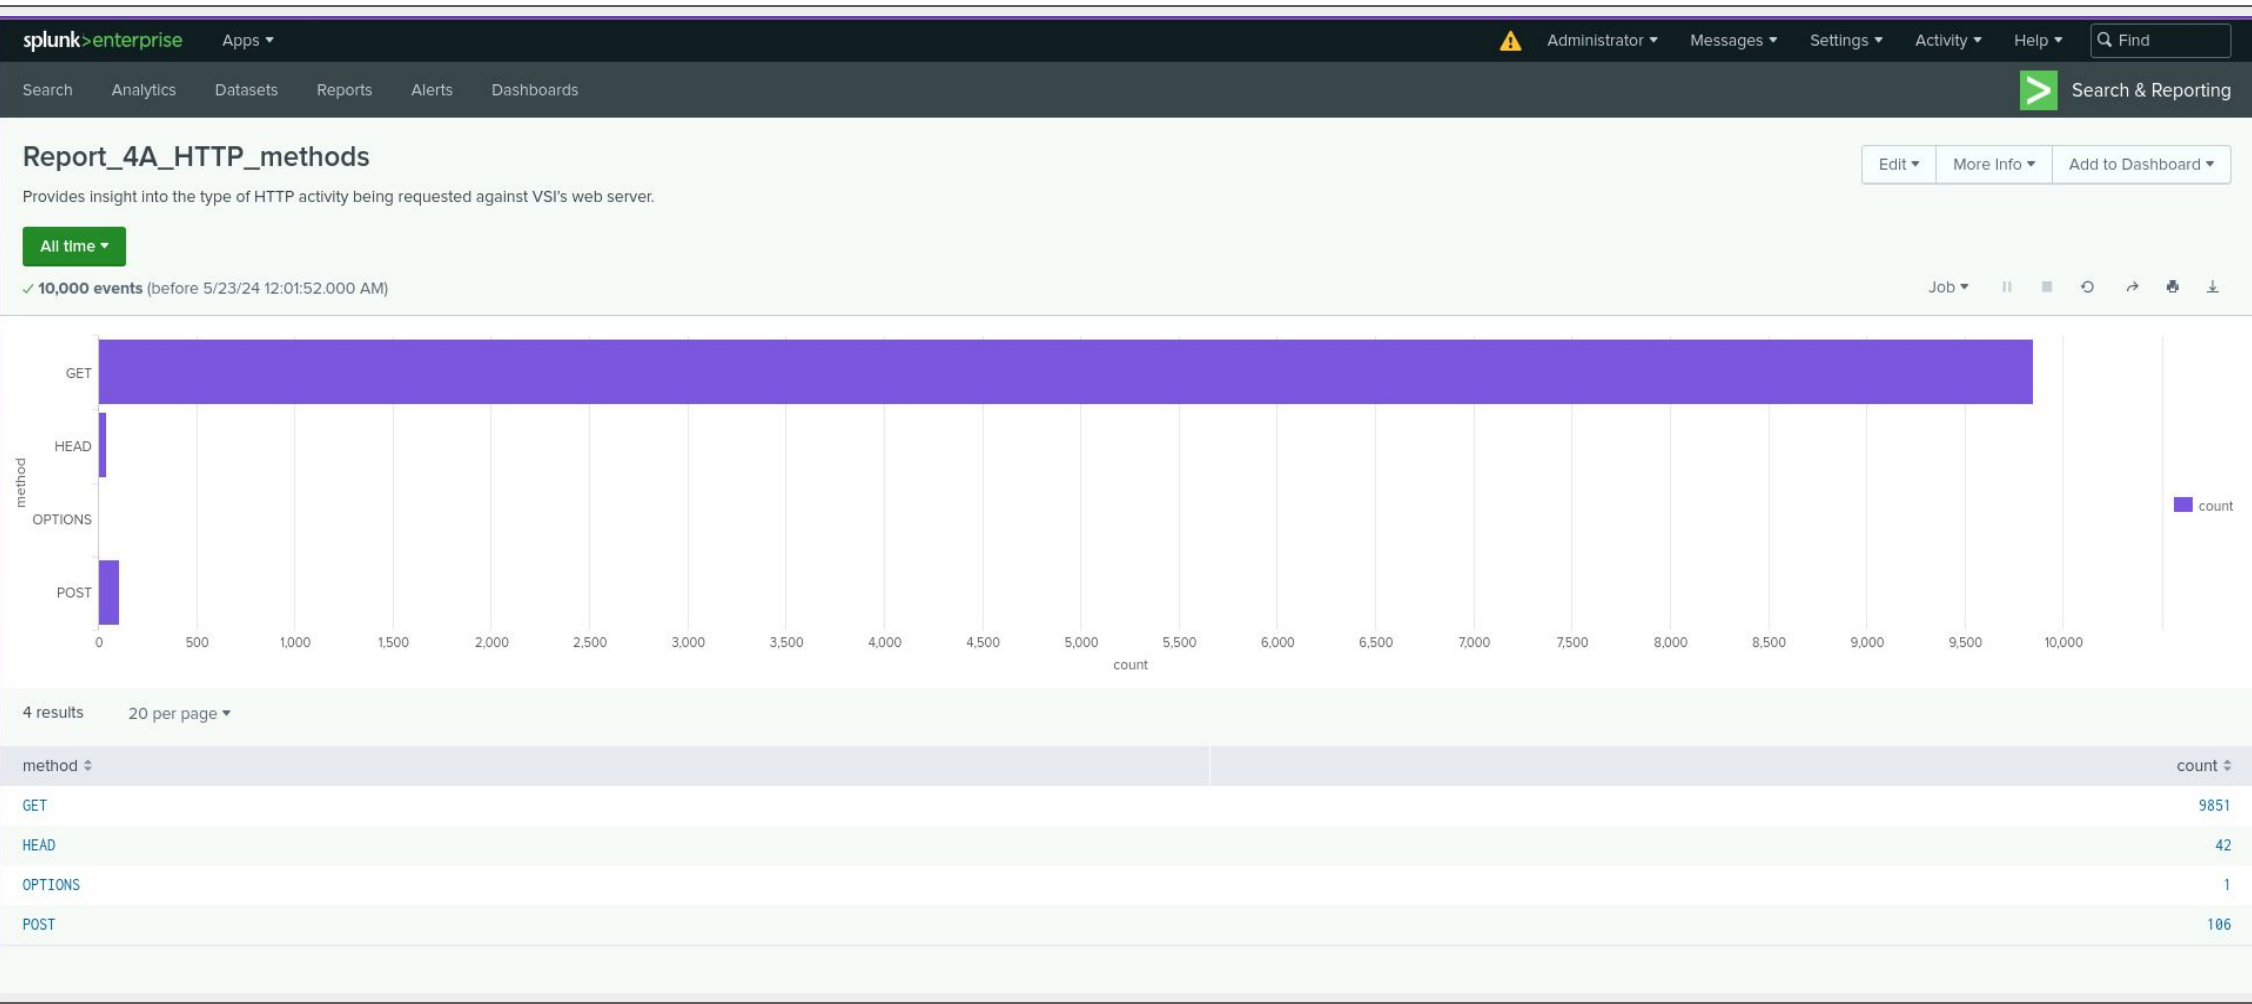 splunk>enterprise Apps Administrator Messages Settings Activity Help Find
Search Analytics Datasets Reports Alerts Dashboards Search & Reporting
Report_4A_HTTP_methods
Edit More Info Add to Dashboard
Provides insight into the type of HTTP activity being requested against VSI's web server.
All time
10,000 events (before 5/23/24 12:01:52.000 AM)
Job
GET
HEAD
OPTIONS
POST
method
count
0 500 1,000 1,500 2,000 2,500 3,000 3,500 4,000 4,500 5,000 5,500 6,000 6,500 7,000 7,500 8,000 8,500 9,000 9,500 10,000
count
4 results 20 per page
method count
GET 9851
HEAD 42
OPTIONS 1
POST 106